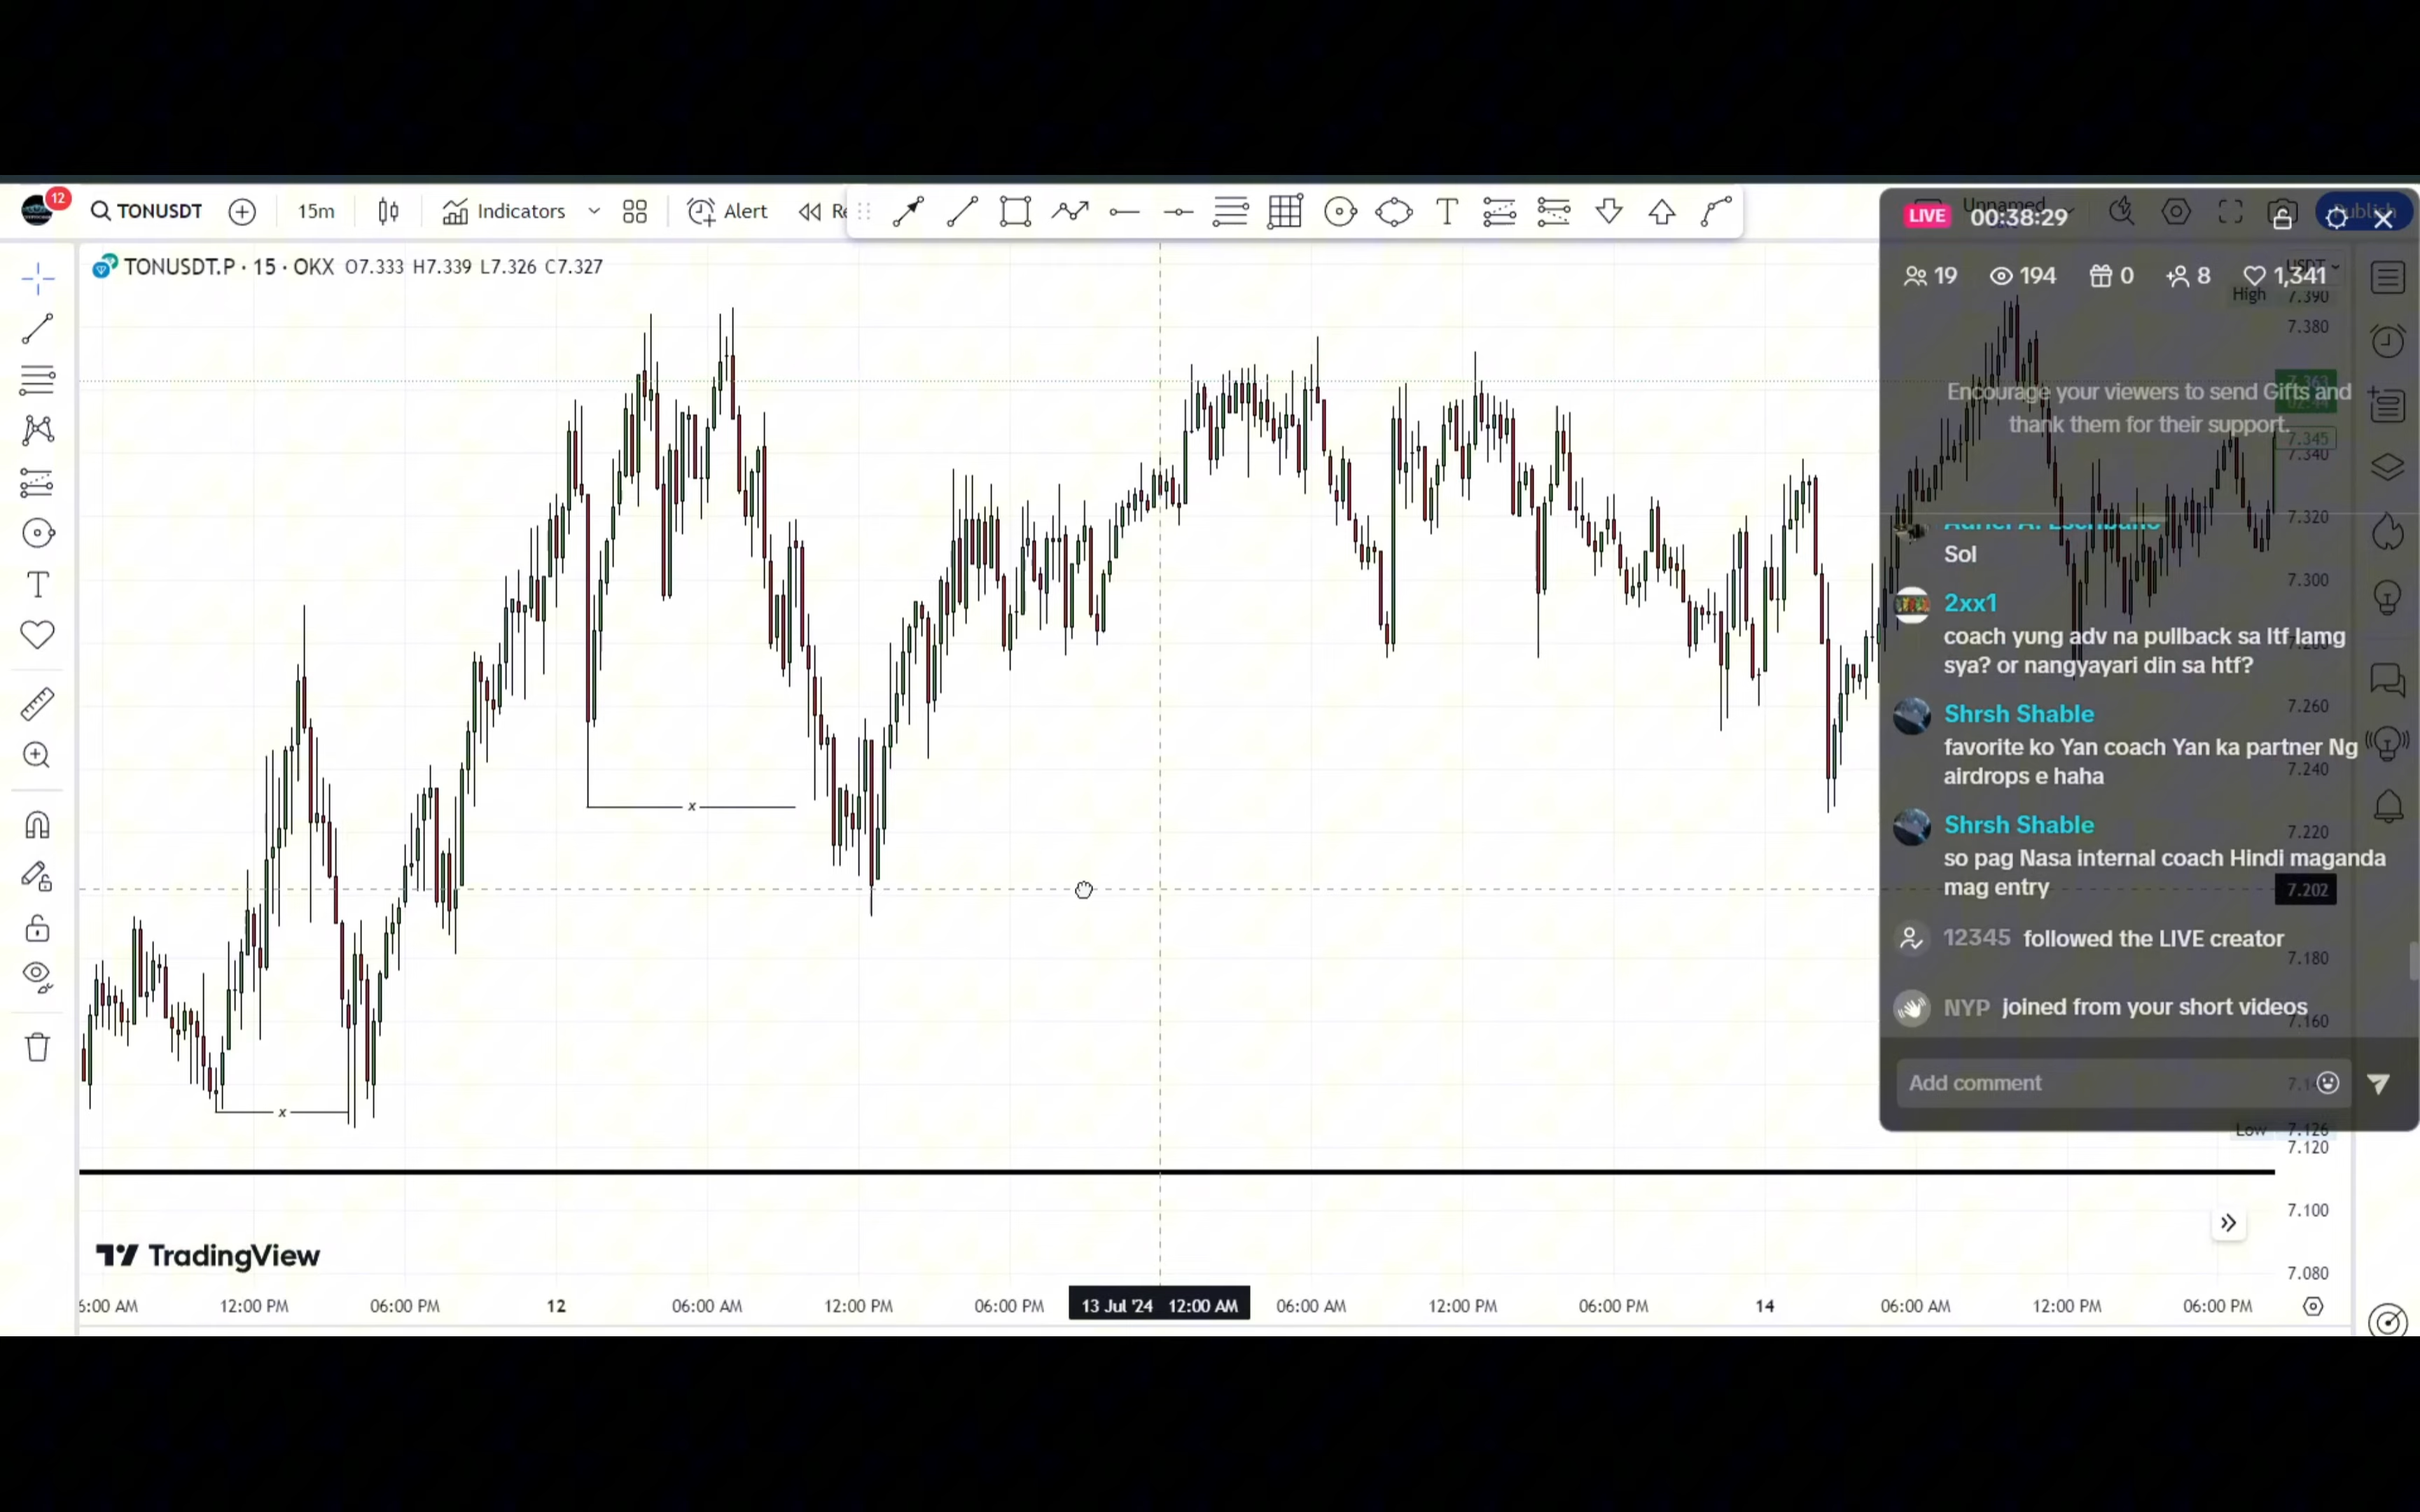 12
TONUSDT
15m
Indicators
Alert
LIVE 00:38:29
TONUSDT.P · 15 · OKX O7.333 H7.339 L7.326 C7.327
19 194 0 8 1,341
High 7.390
7.380
Encourage your viewers to send Gifts and
thank them for their support.
7.345
7.340
7.320
Sol
7.300
2xx1
coach yung adv na pullback sa ltf lamg
sya? or nangyayari din sa htf?
7.260
Shrsh Shable
favorite ko Yan coach Yan ka partner Ng
airdrops e haha
7.240
x
Shrsh Shable
7.220
so pag Nasa internal coach Hindi maganda
mag entry
7.202
12345 followed the LIVE creator
7.180
NYP joined from your short videos
7.160
Add comment
x
Low 7.126
7.120
7.100
TradingView
7.080
12:00 PM 06:00 PM 12 06:00 AM 12:00 PM 06:00 PM 13 Jul '24 12:00 AM 06:00 AM 12:00 PM 06:00 PM 14 06:00 AM 12:00 PM 06:00 PM